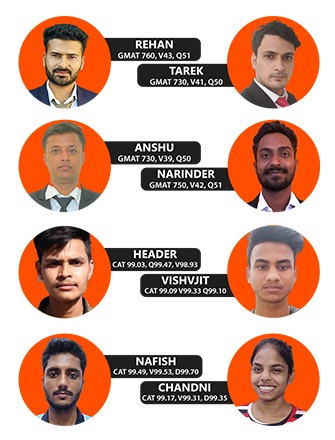 REHAN
GMAT 760, V43, Q51
TAREK
GMAT 730, V41, Q50
ANSHU
GMAT 730, V39, Q50
NARINDER
GMAT 750, V42, Q51
HEADER
CAT 99.03, Q99.47, V98.93
VISHVJIT
CAT 99.09 V99.33 Q99.10
NAFISH
CAT 99.49, V99.53, D99.70
CHANDNI
CAT 99.17, V99.31, D99.35